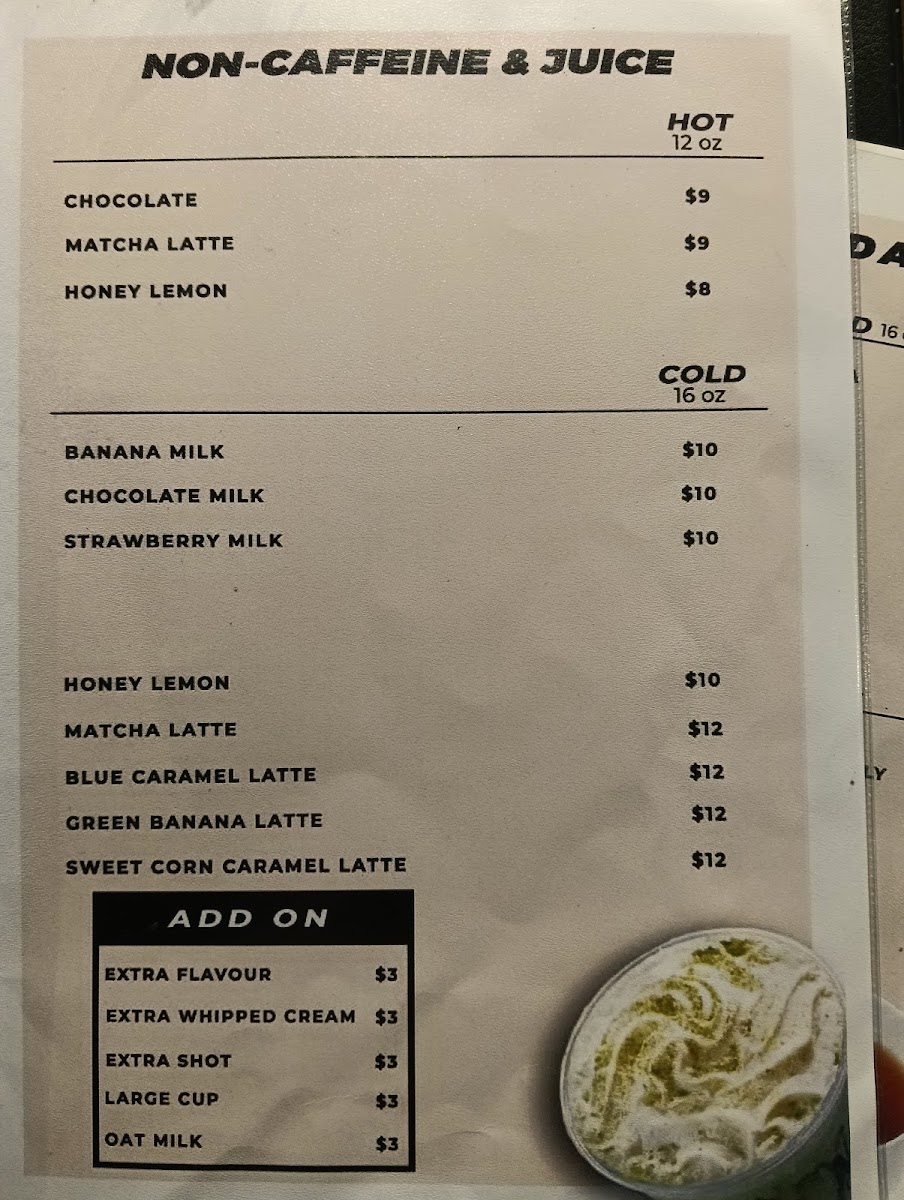 NON-CAFFEINE & JUICE
HOT
12 oz
CHOCOLATE $9
MATCHA LATTE $9
HONEY LEMON $8
COLD
16 oz
BANANA MILK $10
CHOCOLATE MILK $10
STRAWBERRY MILK $10
HONEY LEMON $10
MATCHA LATTE $12
BLUE CARAMEL LATTE $12
GREEN BANANA LATTE $12
SWEET CORN CARAMEL LATTE $12
ADD ON
EXTRA FLAVOUR $3
EXTRA WHIPPED CREAM $3
EXTRA SHOT $3
LARGE CUP $3
OAT MILK $3
DA
D 16
LY